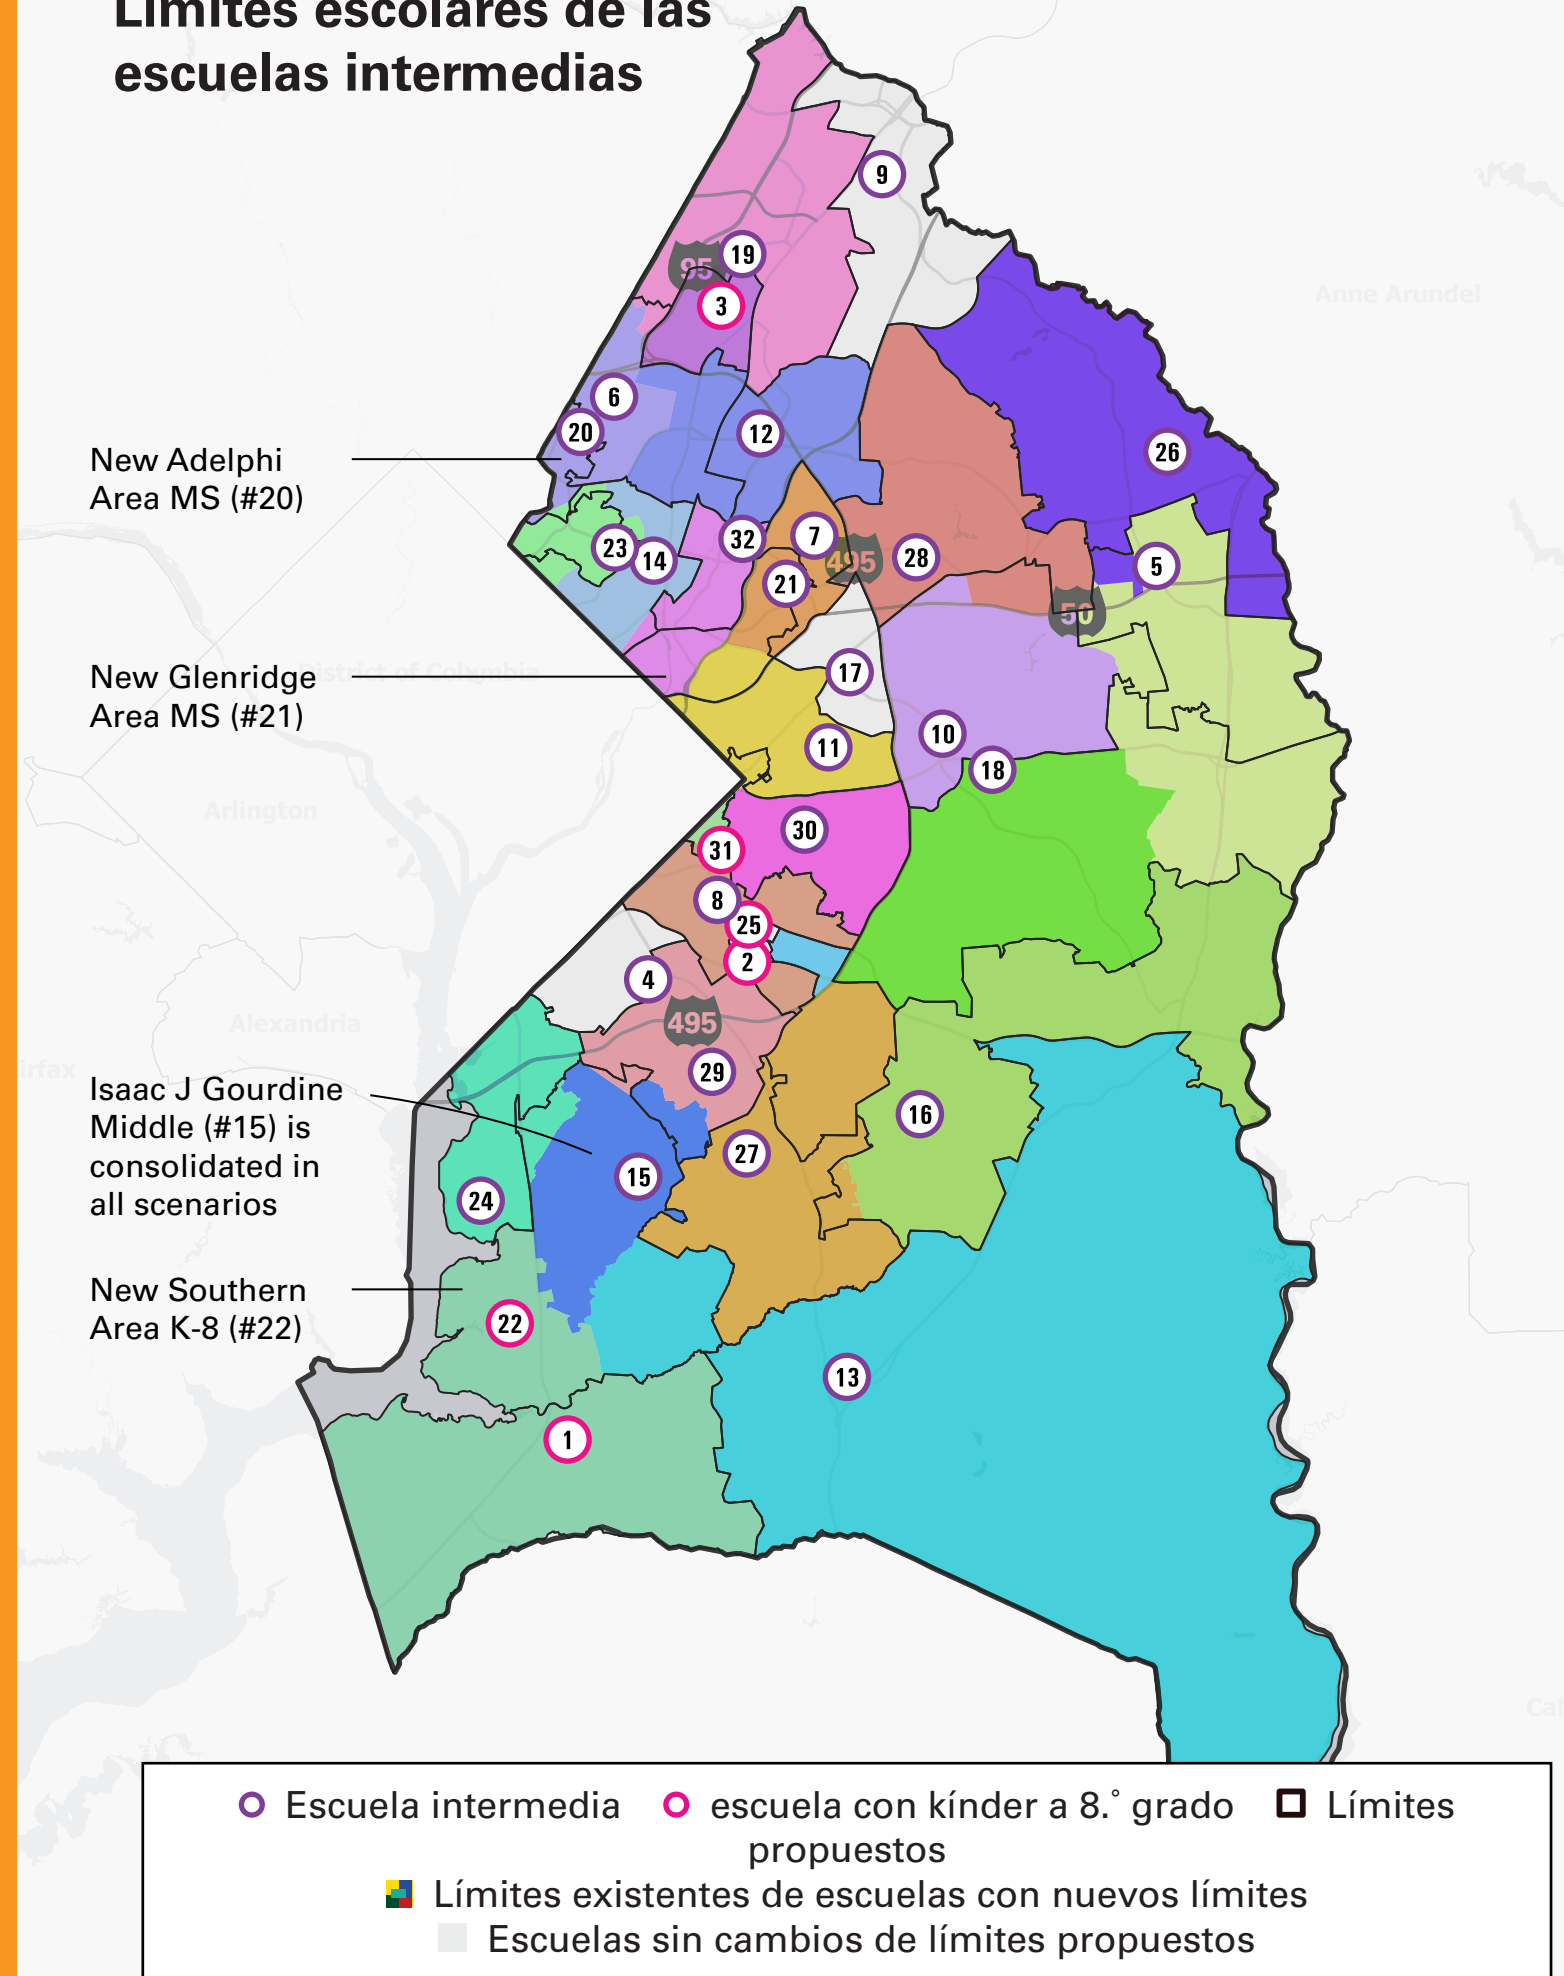 Límites escolares de las
escuelas intermedias
9
Anne Arundel
19
95
3
6
20
12
26
New Adelphi
Area MS (#20)
23
14
32
7
495
28
5
21
50
New Glenridge
Area MS (#21)
District of Columbia
17
10
11
18
Arlington
30
31
8
25
2
4
Alexandria
495
irfax
29
Isaac J Gourdine
Middle (#15) is
consolidated in
all scenarios
16
27
15
24
New Southern
Area K-8 (#22)
22
13
1
Cal
Escuela intermedia escuela con kínder a 8.° grado Límites
propuestos
Límites existentes de escuelas con nuevos límites
Escuelas sin cambios de límites propuestos